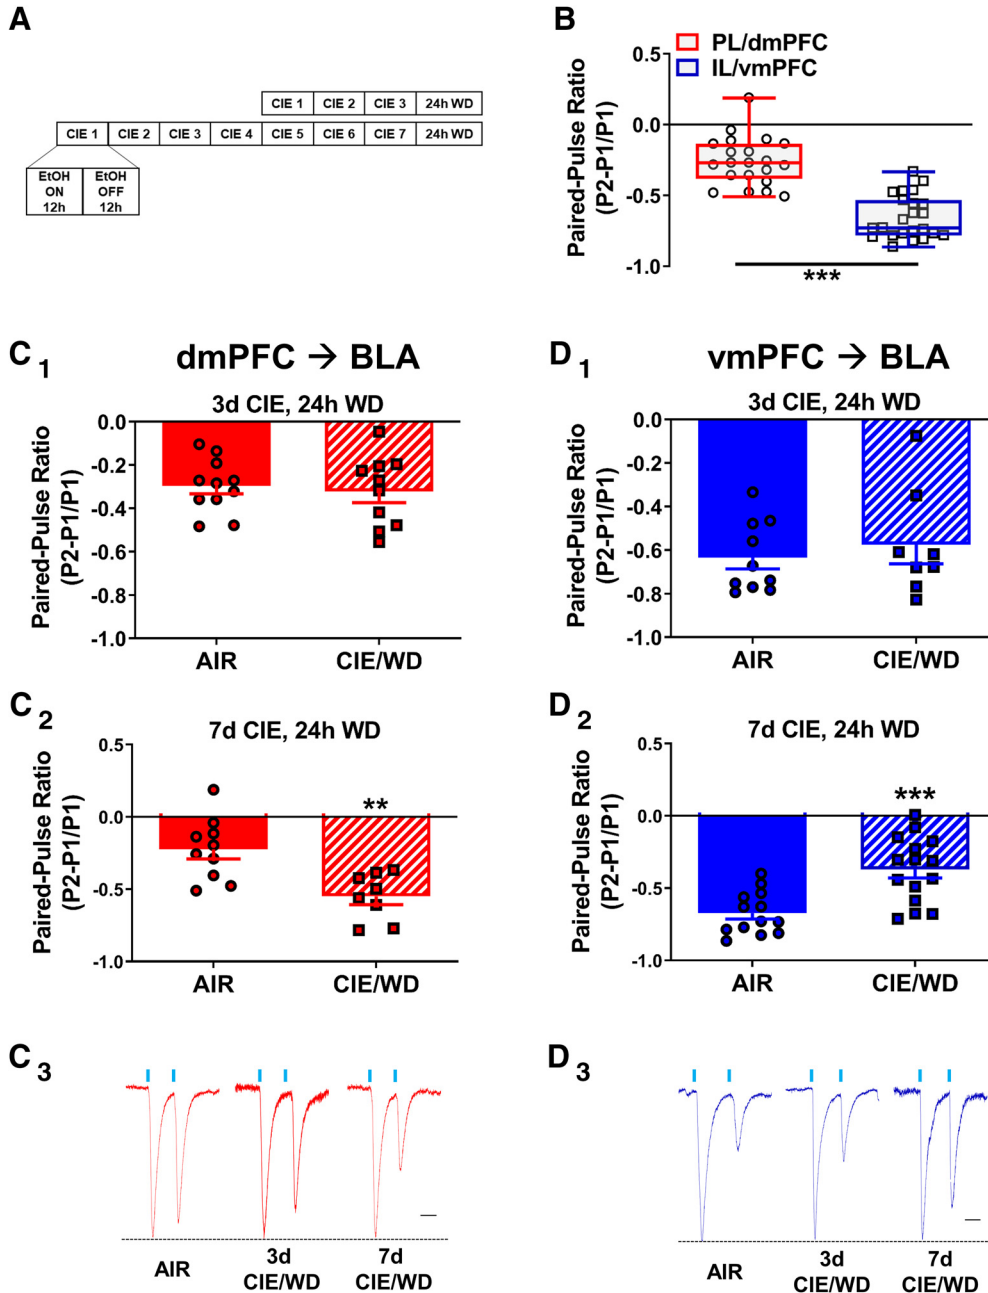 A
CIE 1 CIE 2 CIE 3 24h WD
CIE 1 CIE 2 CIE 3 CIE 4 CIE 5 CIE 6 CIE 7 24h WD
EtOH ON 12h
EtOH OFF 12h
B
PL/dmPFC
IL/vmPFC
Paired-Pulse Ratio
(P2-P1/P1)
0.5
0.0
-0.5
-1.0
***
C 1
dmPFC → BLA
3d CIE, 24h WD
Paired-Pulse Ratio
(P2-P1/P1)
0.0
-0.2
-0.4
-0.6
-0.8
-1.0
AIR CIE/WD
D 1
vmPFC → BLA
3d CIE, 24h WD
Paired-Pulse Ratio
(P2-P1/P1)
0.0
-0.2
-0.4
-0.6
-0.8
-1.0
AIR CIE/WD
C 2
7d CIE, 24h WD
Paired-Pulse Ratio
(P2-P1/P1)
0.5
0.0
-0.5
-1.0
**
AIR CIE/WD
D 2
7d CIE, 24h WD
Paired-Pulse Ratio
(P2-P1/P1)
0.5
0.0
-0.5
-1.0
***
AIR CIE/WD
C 3
AIR
3d
CIE/WD
7d
CIE/WD
D 3
AIR
3d
CIE/WD
7d
CIE/WD